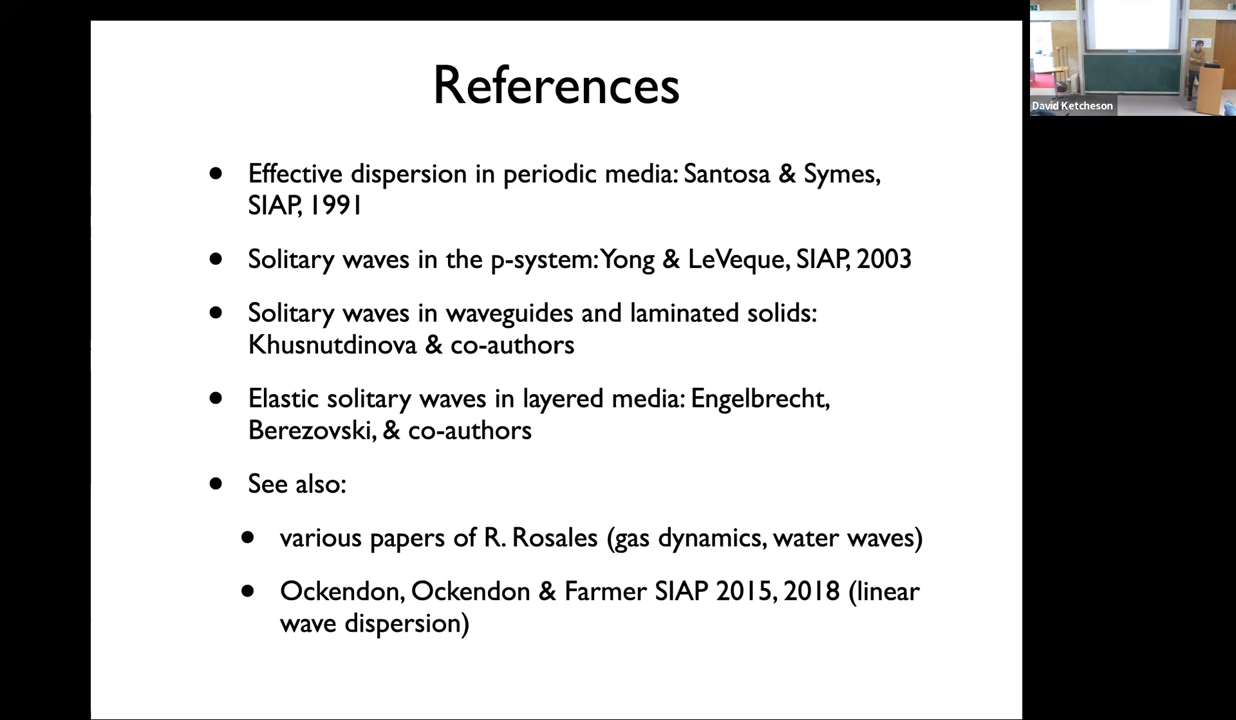 References
• Effective dispersion in periodic media: Santosa & Symes,
SIAP, 1991
• Solitary waves in the p-system: Yong & LeVeque, SIAP, 2003
• Solitary waves in waveguides and laminated solids:
Khusnutdinova & co-authors
• Elastic solitary waves in layered media: Engelbrecht,
Berezovski, & co-authors
• See also:
• various papers of R. Rosales (gas dynamics, water waves)
• Ockendon, Ockendon & Farmer SIAP 2015, 2018 (linear
wave dispersion)
David Ketcheson